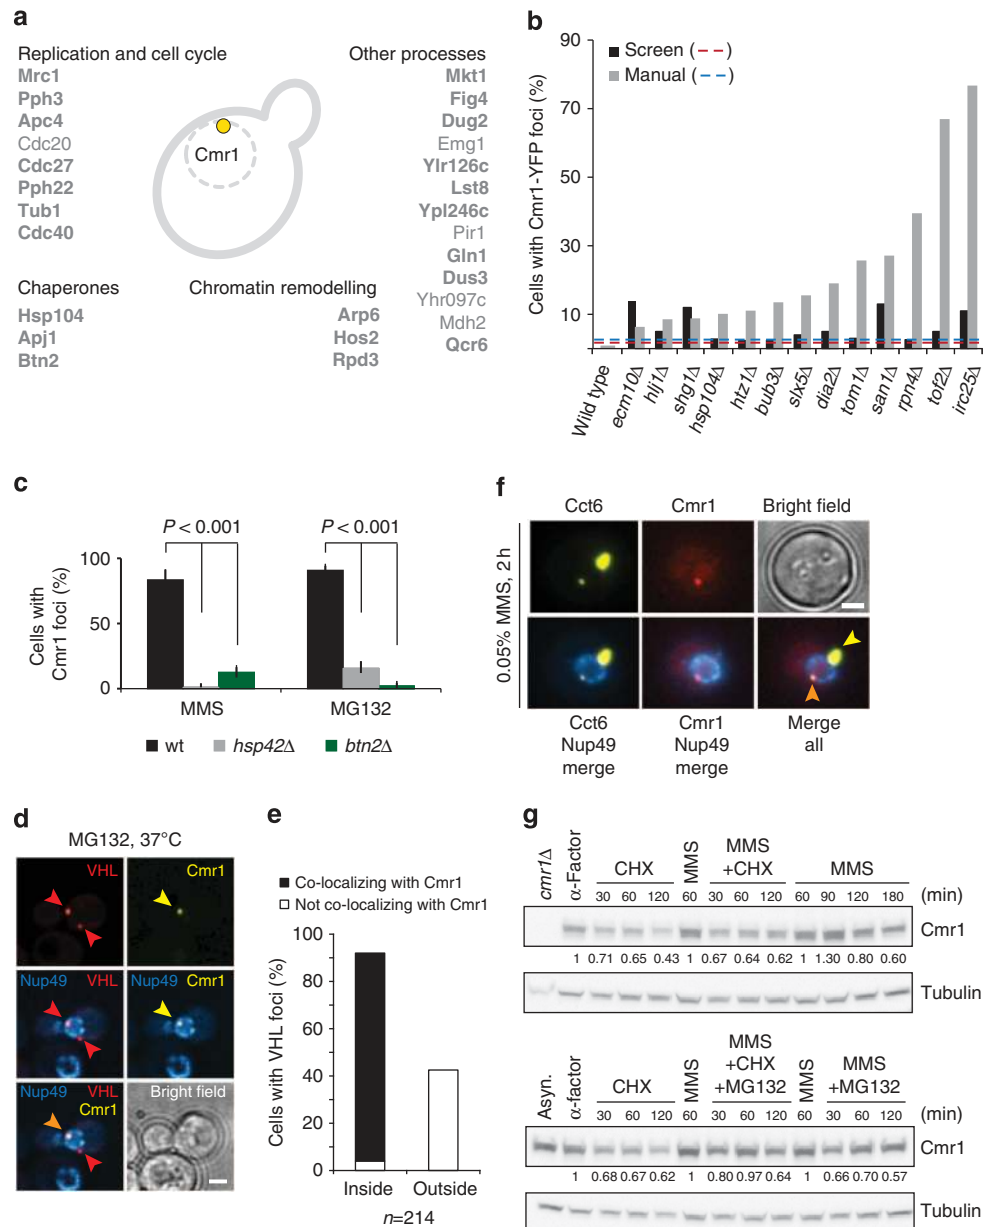 a
Replication and cell cycle
Mrc1
Pph3
Apc4
Cdc20
Cdc27
Pph22
Tub1
Cdc40
Cmr1
Other processes
Mkt1
Fig4
Dug2
Emg1
Ylr126c
Lst8
Ypl246c
Pir1
Gln1
Dus3
Yhr097c
Mdh2
Qcr6
Chaperones
Hsp104
Apj1
Btn2
Chromatin remodelling
Arp6
Hos2
Rpd3
b
Cells with Cmr1-YFP foci (%)
90
70
50
30
10
Screen (– –)
Manual (– –)
Wild type
ecm10Δ
hlj1Δ
shg1Δ
hsp104Δ
htz1Δ
bub3Δ
slx5Δ
dia2Δ
tom1Δ
san1Δ
rpn4Δ
tof2Δ
irc25Δ
c
P < 0.001
P < 0.001
Cells with
Cmr1 foci (%)
100
50
0
MMS
MG132
wt
hsp42Δ
btn2Δ
f
Cct6
Cmr1
Bright field
0.05% MMS, 2 h
Cct6
Nup49
merge
Cmr1
Nup49
merge
Merge
all
d
MG132, 37°C
VHL
Cmr1
Nup49
VHL
Nup49
Cmr1
Nup49
VHL
Cmr1
Bright field
e
Co-localizing with Cmr1
Not co-localizing with Cmr1
Cells with VHL foci (%)
100
80
60
40
20
0
Inside
Outside
n=214
g
cmr1Δ
α-Factor
CHX
MMS
MMS
+CHX
MMS
30 60 120 60 30 60 120 60 90 120 180 (min)
Cmr1
1 0.71 0.65 0.43 1 0.67 0.64 0.62 1 1.30 0.80 0.60
Tubulin
Asyn.
α-factor
CHX
MMS
MMS
+CHX
+MG132
MMS
MMS
+MG132
30 60 120 60 30 60 120 60 30 60 120 (min)
Cmr1
1 0.68 0.67 0.62 1 0.80 0.97 0.64 1 0.66 0.70 0.57
Tubulin